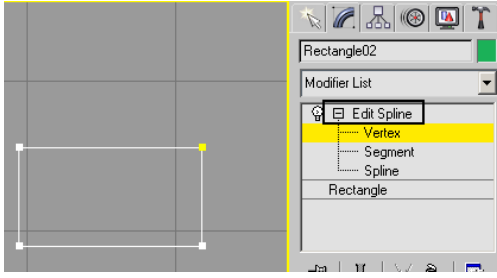 Rectangle02
Modifier List
Edit Spline
Vertex
Segment
Spline
Rectangle